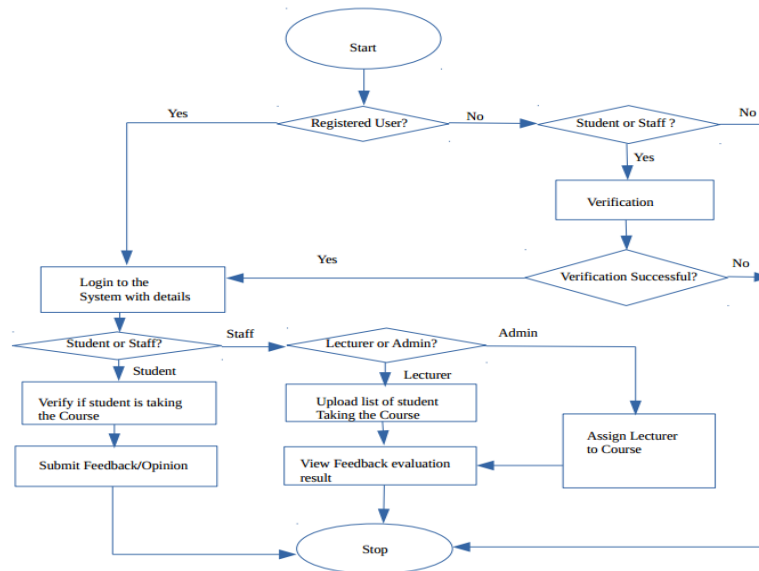 Start
Yes
Registered User?
No
Student or Staff ?
No
Yes
Verification
Yes
Verification Successful?
No
Login to the
System with details
Student or Staff?
Staff
Lecturer or Admin?
Admin
Student
Lecturer
Verify if student is taking
the Course
Upload list of student
Taking the Course
Assign Lecturer
to Course
Submit Feedback/Opinion
View Feedback evaluation
result
Stop